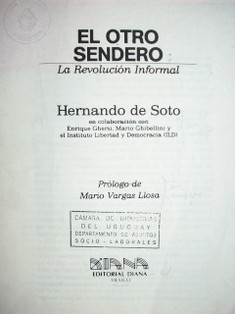 EL OTRO
SENDERO:
La Revolución Informal
Hernando de Soto
en colaboración con
Enrique Ghersi, Mario Ghibellini y
el Instituto Libertad y Democracia (ILD)
Prólogo de
Mario Vargas Llosa
CAMARA DE INDUSTRIAS
DEL URUGUAY
DEPARTAMENTO DE ASUNTOS
SOCIO - LABORALES
DIANA
EDITORIAL DIANA
MEXICO